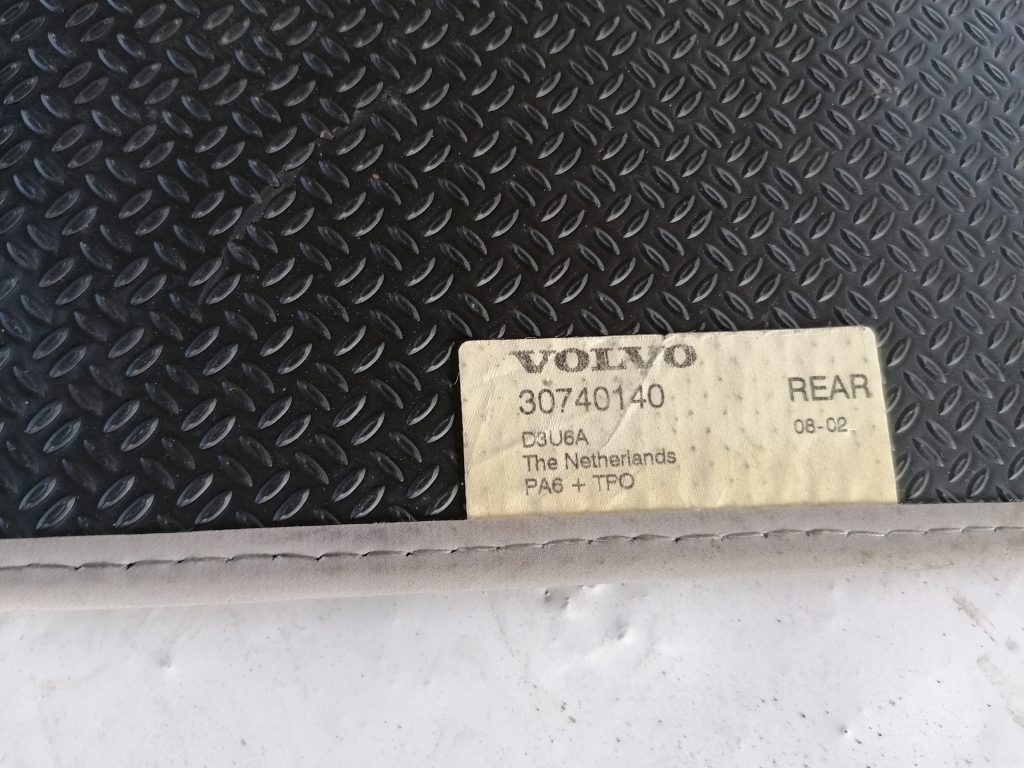 VOLVO
30740140
REAR
D3U6A
08-02
The Netherlands
PA6 + TPO